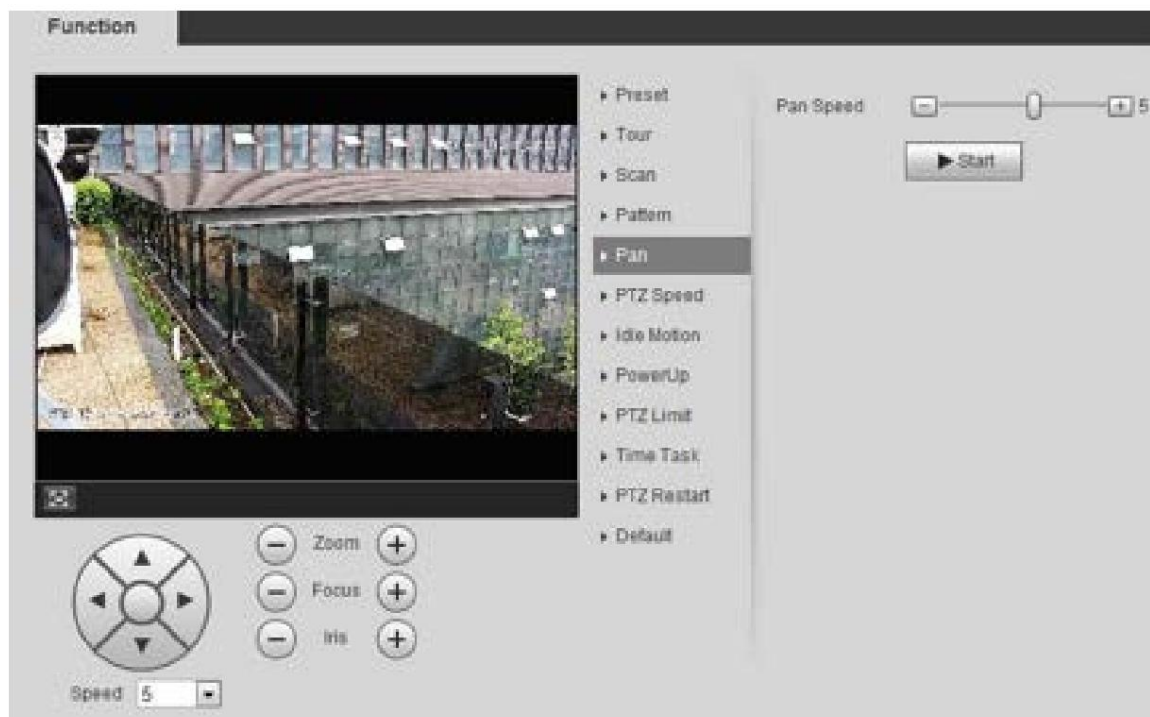 Function
Preset
Tour
Scan
Pattern
Pan
PTZ Speed
Idle Motion
PowerUp
PTZ Limit
Time Task
PTZ Restart
Default
Pan Speed
5
Start
Zoom
Focus
Iris
Speed 5